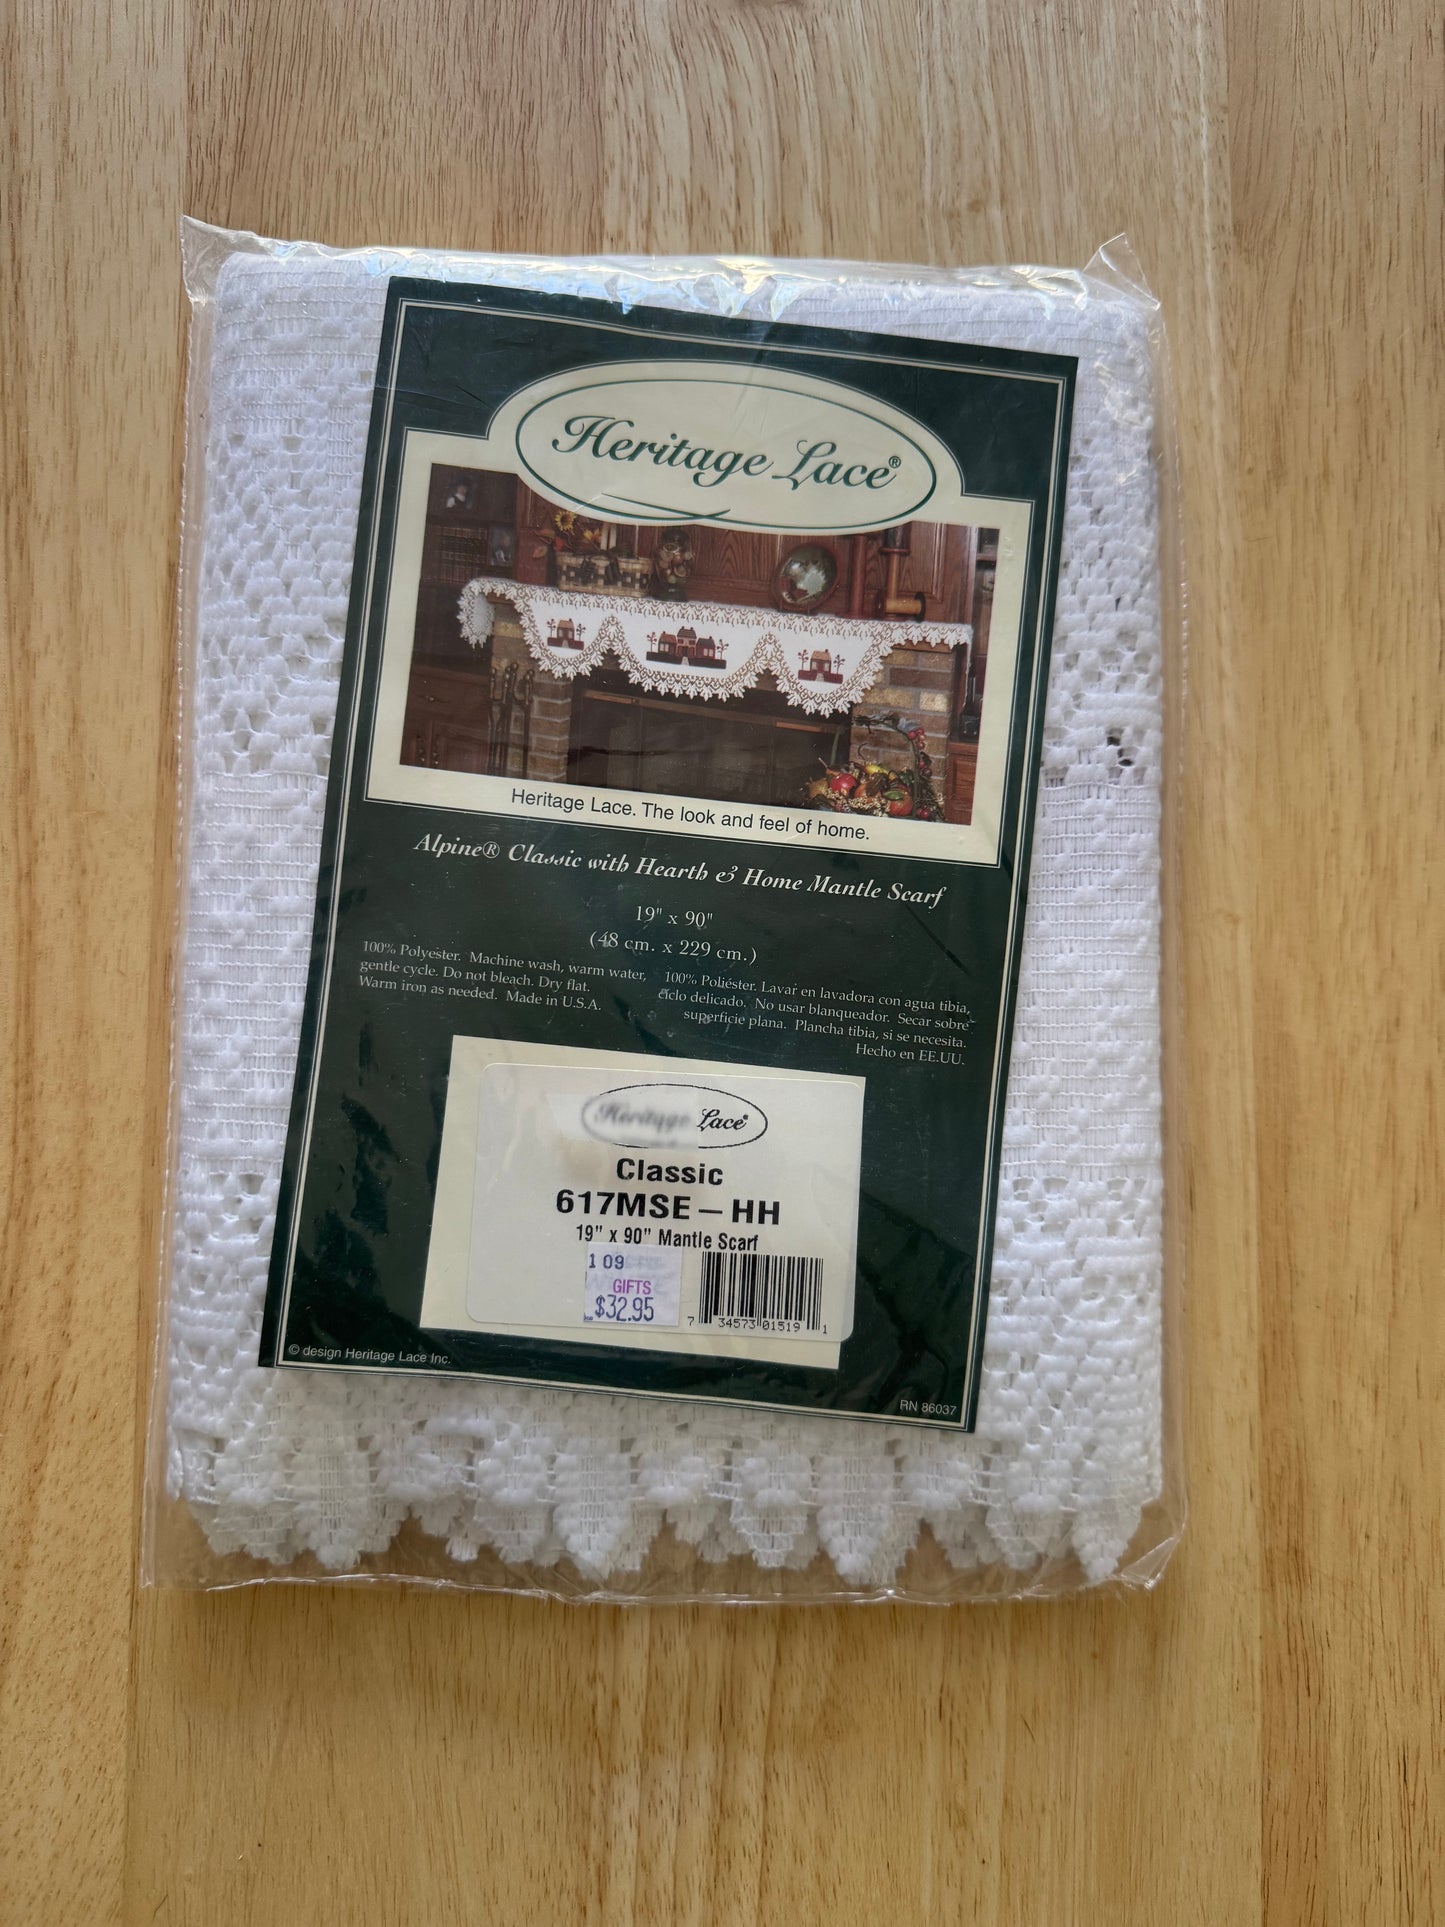 Heritage Lace®
Heritage Lace. The look and feel of home.
Alpine® Classic with Hearth & Home Mantle Scarf
19" x 90"
(48 cm. x 229 cm.)
100% Polyester. Machine wash, warm water,
gentle cycle. Do not bleach. Dry flat.
Warm iron as needed. Made in U.S.A.
100% Poliéster. Lavar en lavadora con agua tibia,
ciclo delicado. No usar blanqueador. Secar sobre
superficie plana. Plancha tibia, si se necesita.
Hecho en EE.UU.
Lace®
Classic
617MSE – HH
19" x 90" Mantle Scarf
1 09
GIFTS
$32.95
7 34573 01519 1
© design Heritage Lace Inc.
RN 86037